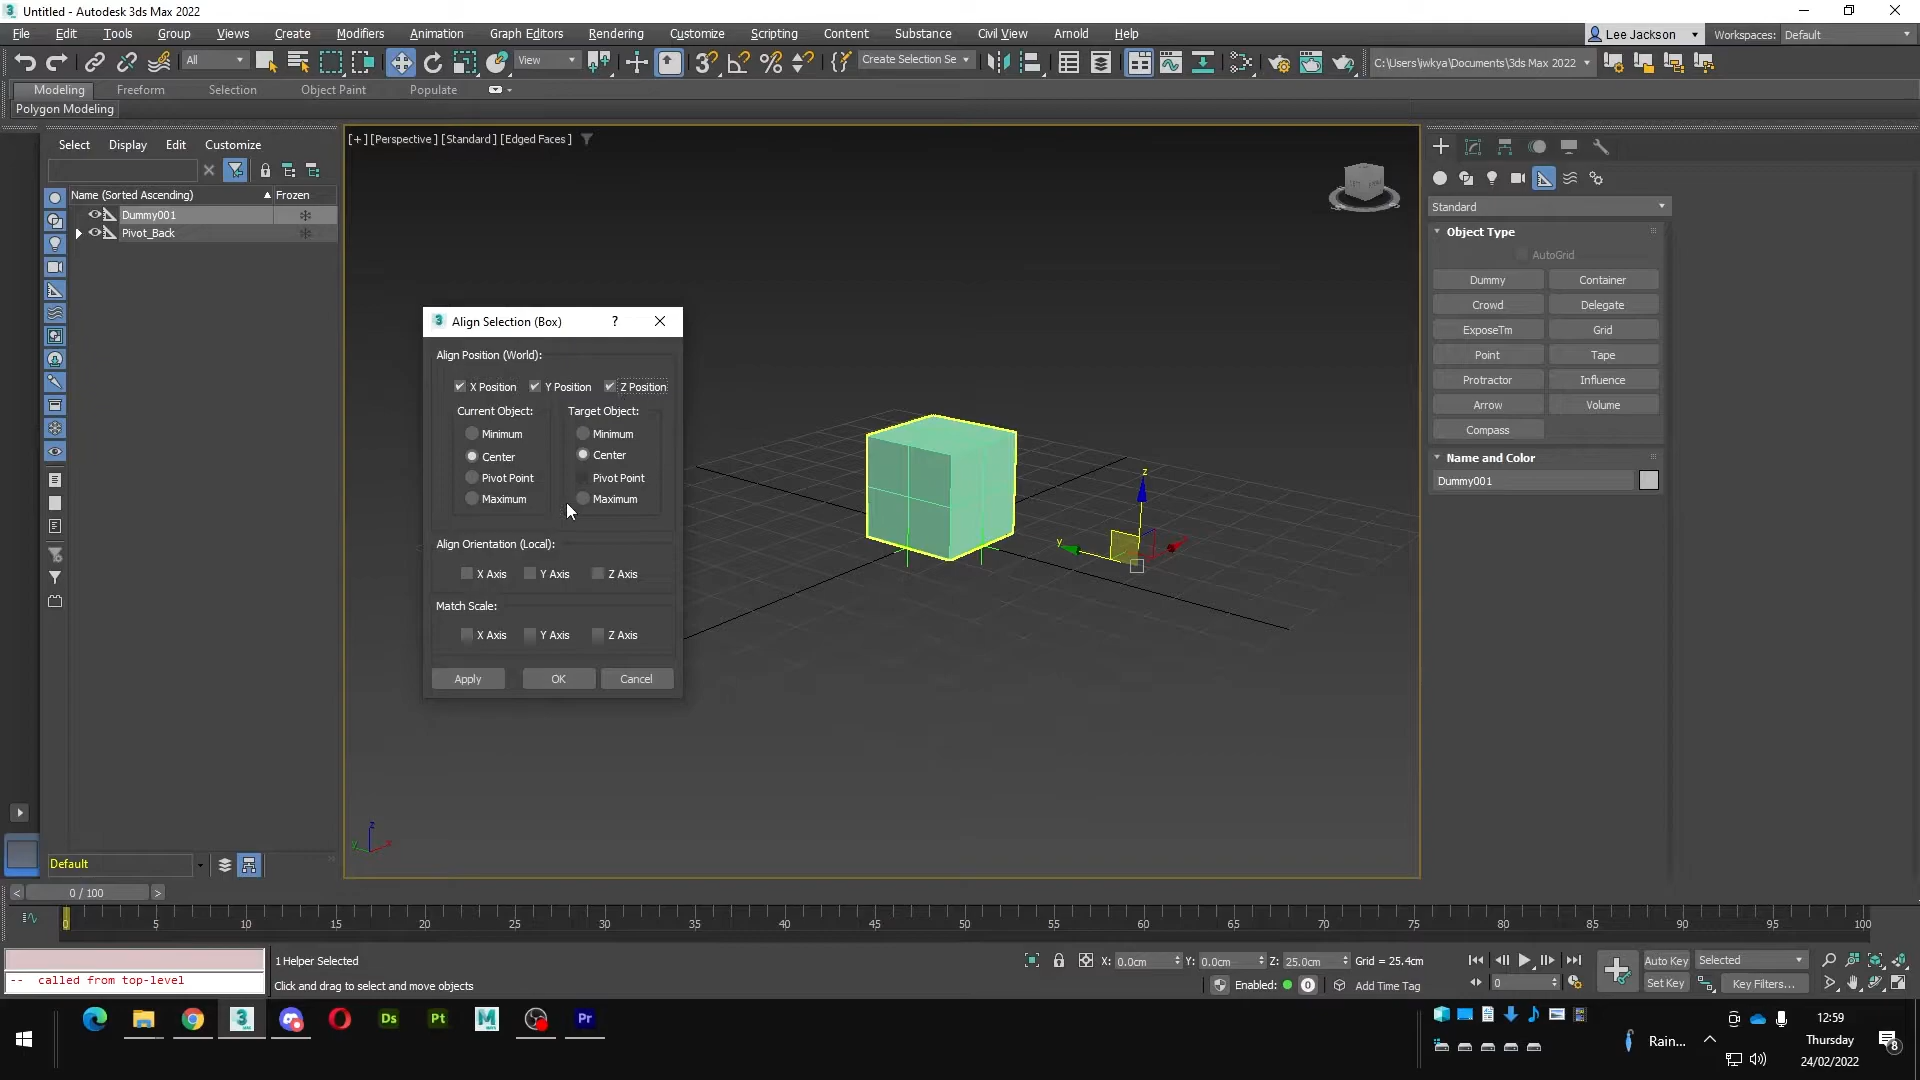 Untitled - Autodesk 3ds Max 2022
File Edit Tools Group Views Create Modifiers Animation Graph Editors Rendering Customize Scripting Content Substance Civil View Arnold Help Lee Jackson Workspaces: Default
All View Create Selection Se C:\Users\iwkya\Documents\3ds Max 2022
Modeling Freeform Selection Object Paint Populate
Polygon Modeling
Select Display Edit Customize
[+] [Perspective] [Standard] [Edged Faces]
Name (Sorted Ascending) Frozen
Dummy001
Pivot_Back
Standard
Object Type
AutoGrid
Dummy Container
Crowd Delegate
ExposeTm Grid
Point Tape
Protractor Influence
Arrow Volume
Compass
Name and Color
Dummy001
3 Align Selection (Box) ?
Align Position (World):
X Position Y Position Z Position
Current Object: Target Object:
Minimum Minimum
Center Center
Pivot Point Pivot Point
Maximum Maximum
Align Orientation (Local):
X Axis Y Axis Z Axis
Match Scale:
X Axis Y Axis Z Axis
Apply OK Cancel
z
y
z
Default
< 0 / 100 >
0 5 10 15 20 25 30 35 40 45 50 55 60 65 70 75 80 85 90 95 100
1 Helper Selected X: 0.0cm Y: 0.0cm Z: 25.0cm Grid = 25.4cm Auto Key Selected
-- called from top-level
Click and drag to select and move objects Enabled: 0 Add Time Tag 0 Set Key Key Filters...
3 Ds Pt M Pr
Rain...
12:59
Thursday
24/02/2022
8